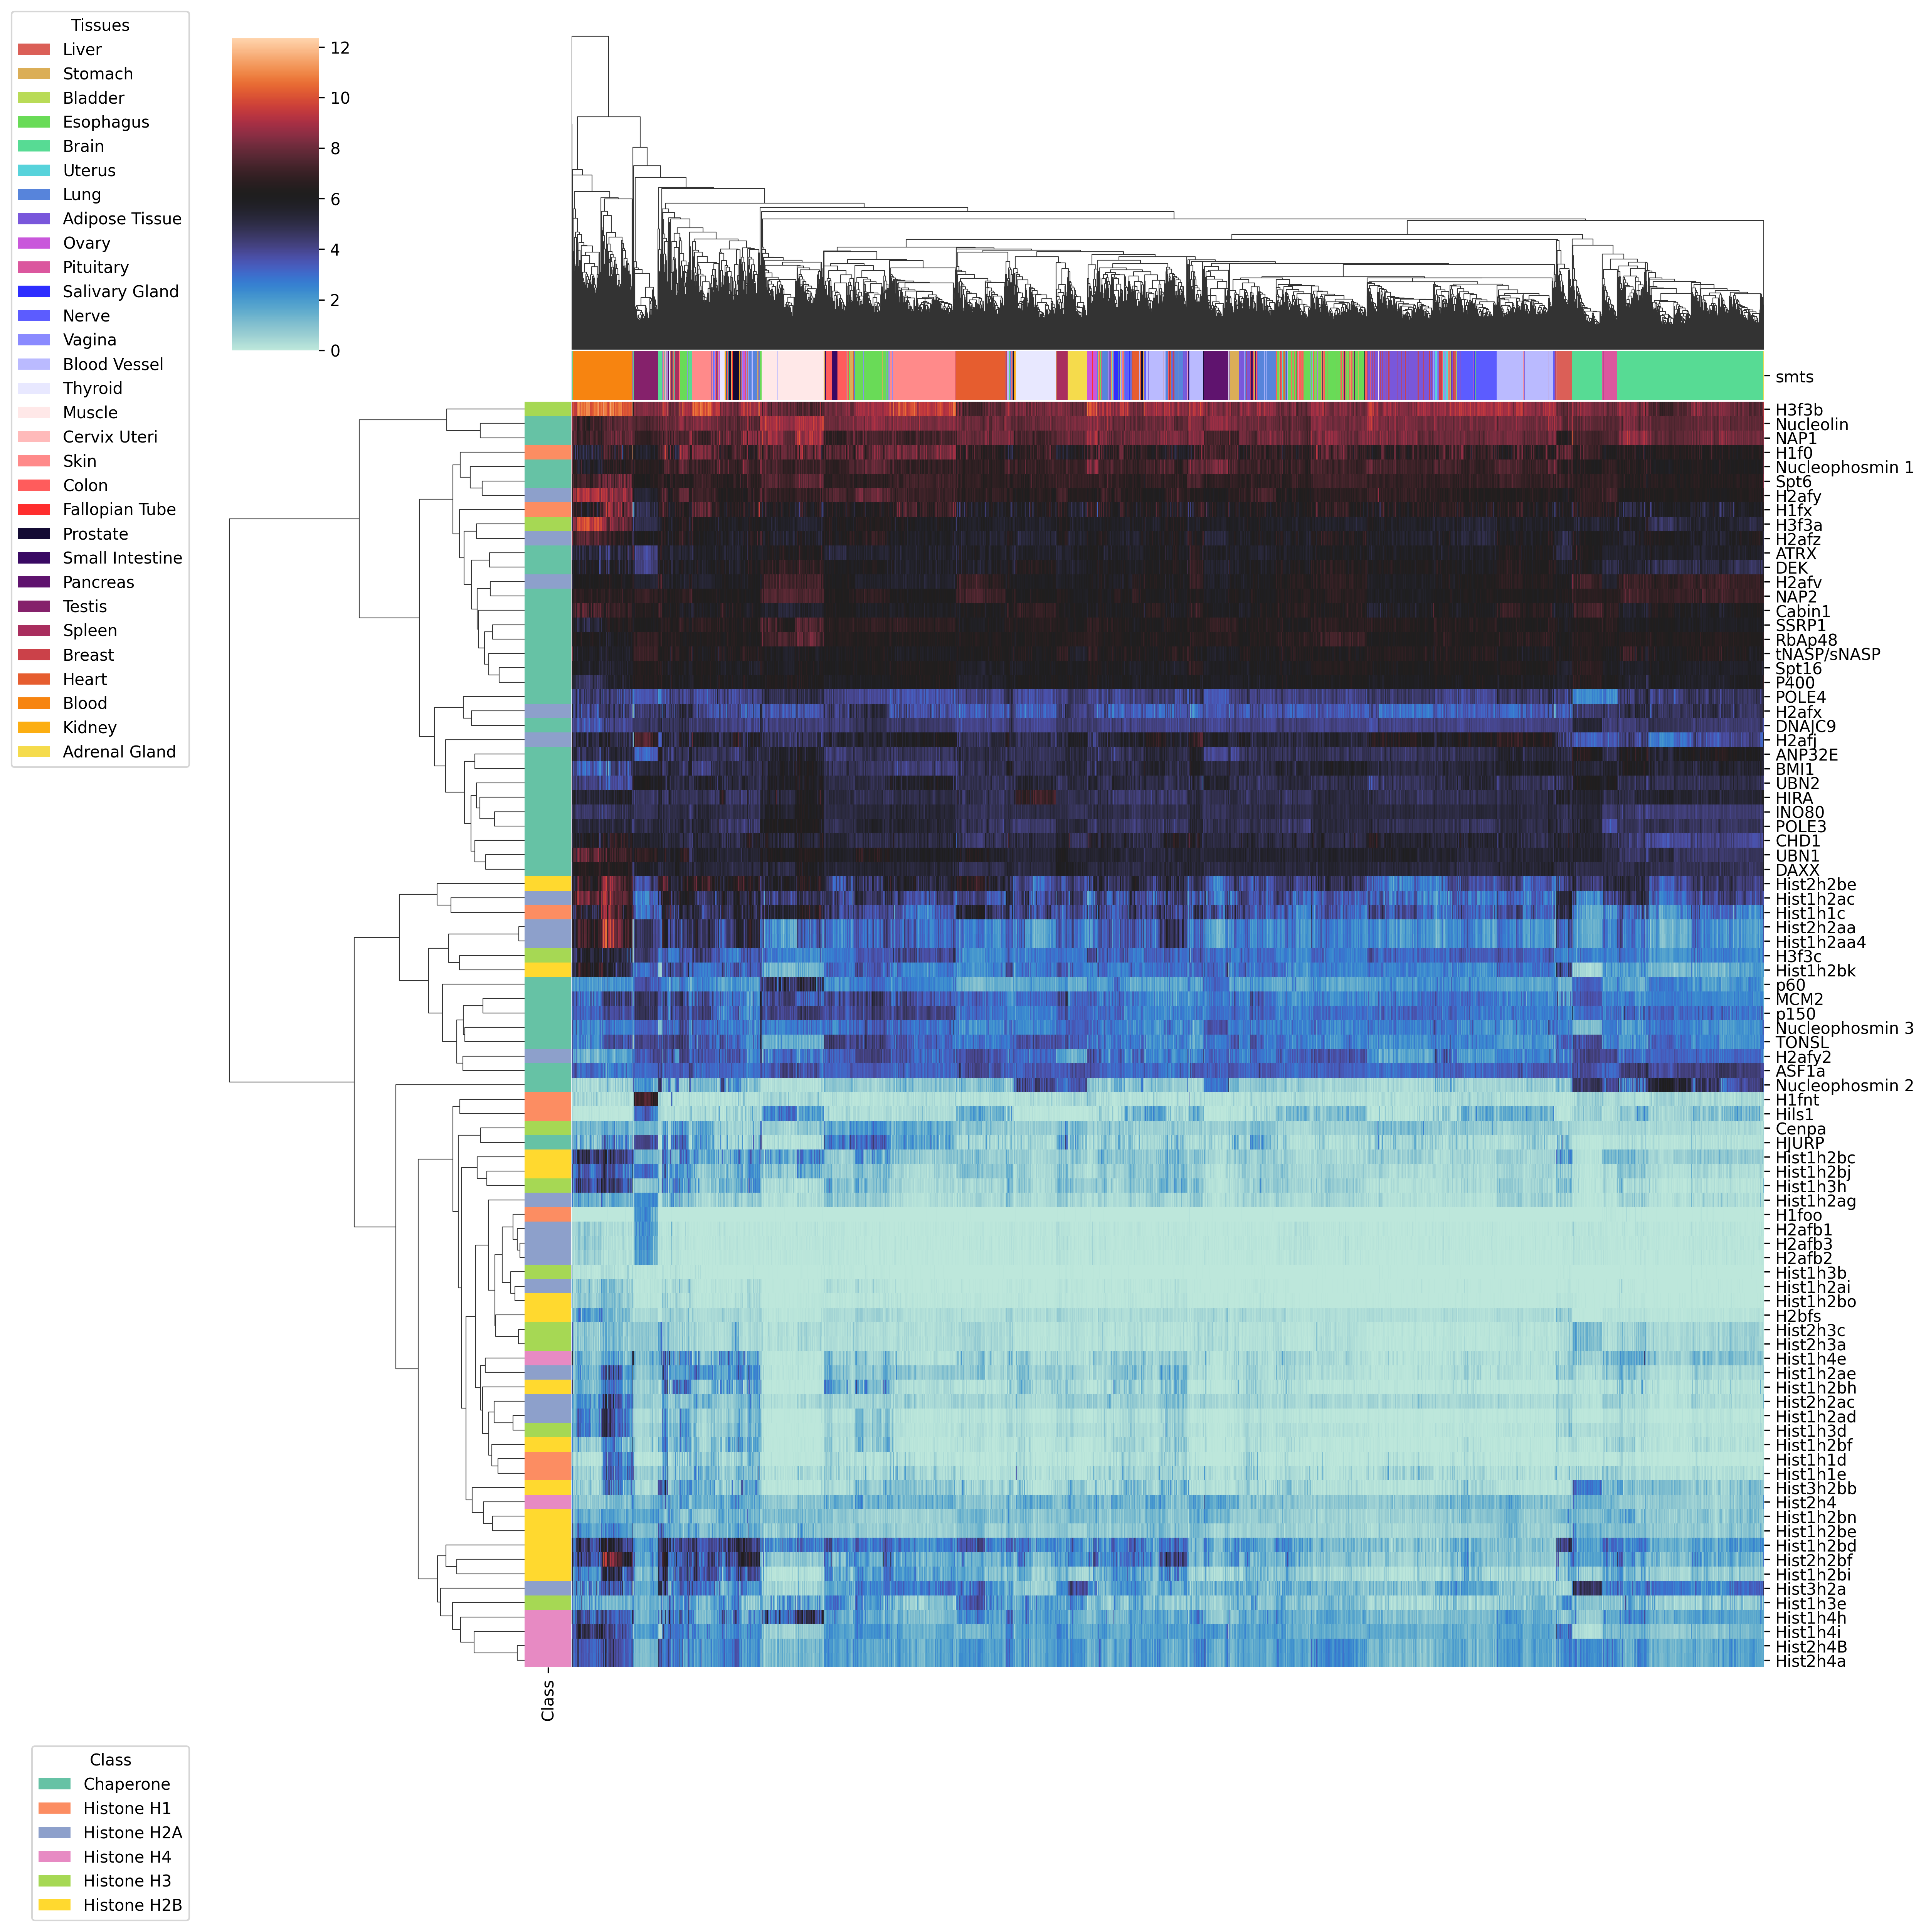 Tissues
Liver
Stomach
Bladder
Esophagus
Brain
Uterus
Lung
Adipose Tissue
Ovary
Pituitary
Salivary Gland
Nerve
Vagina
Blood Vessel
Thyroid
Muscle
Cervix Uteri
Skin
Colon
Fallopian Tube
Prostate
Small Intestine
Pancreas
Testis
Spleen
Breast
Heart
Blood
Kidney
Adrenal Gland
12
10
8
6
4
2
0
smts
H3f3b
Nucleolin
NAP1
H1f0
Nucleophosmin 1
Spt6
H2afy
H1fx
H3f3a
H2afz
ATRX
DEK
H2afv
NAP2
Cabin1
SSRP1
RbAp48
tNASP/sNASP
Spt16
P400
POLE4
H2afx
DNAJC9
H2afj
ANP32E
BMI1
UBN2
HIRA
INO80
POLE3
CHD1
UBN1
DAXX
Hist2h2be
Hist1h2ac
Hist1h1c
Hist2h2aa
Hist1h2aa4
H3f3c
Hist1h2bk
p60
MCM2
p150
Nucleophosmin 3
TONSL
H2afy2
ASF1a
Nucleophosmin 2
H1fnt
Hils1
Cenpa
HJURP
Hist1h2bc
Hist1h2bj
Hist1h3h
Hist1h2ag
H1foo
H2afb1
H2afb3
H2afb2
Hist1h3b
Hist1h2ai
Hist1h2bo
H2bfs
Hist2h3c
Hist2h3a
Hist1h4e
Hist1h2ae
Hist1h2bh
Hist2h2ac
Hist1h2ad
Hist1h3d
Hist1h2bf
Hist1h1d
Hist1h1e
Hist3h2bb
Hist2h4
Hist1h2bn
Hist1h2be
Hist1h2bd
Hist2h2bf
Hist1h2bi
Hist3h2a
Hist1h3e
Hist1h4h
Hist1h4i
Hist2h4B
Hist2h4a
Class
Class
Chaperone
Histone H1
Histone H2A
Histone H4
Histone H3
Histone H2B